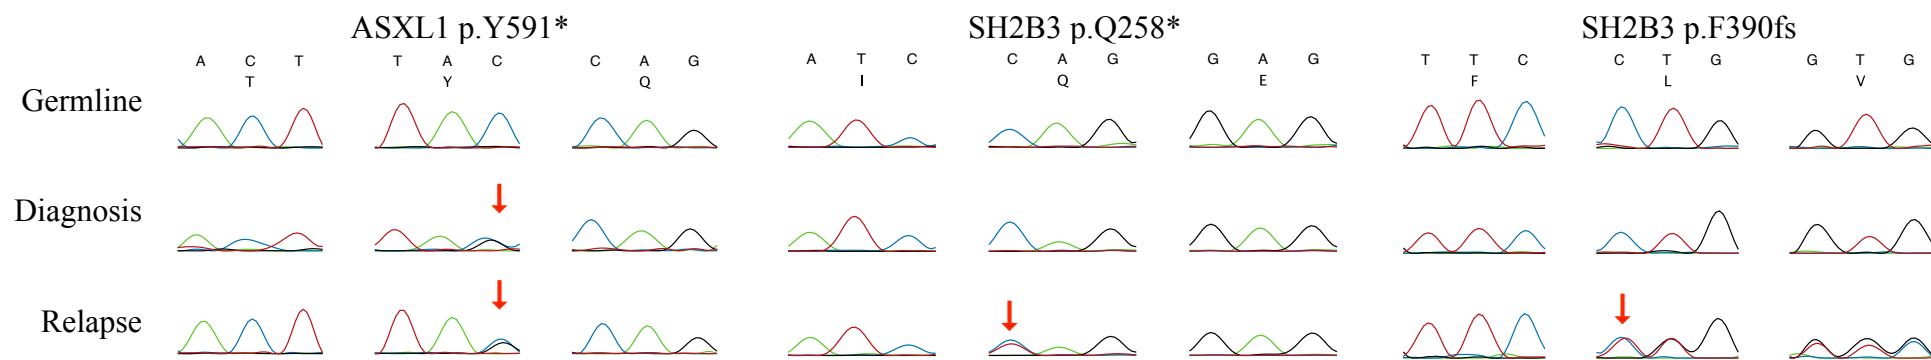 ASXL1 p.Y591* SH2B3 p.Q258* SH2B3 p.F390fs
A C T T A C C A G A T C C A G G A G T T C C T G G T G
T Y Q I Q E F L V
Germline
Diagnosis
Relapse